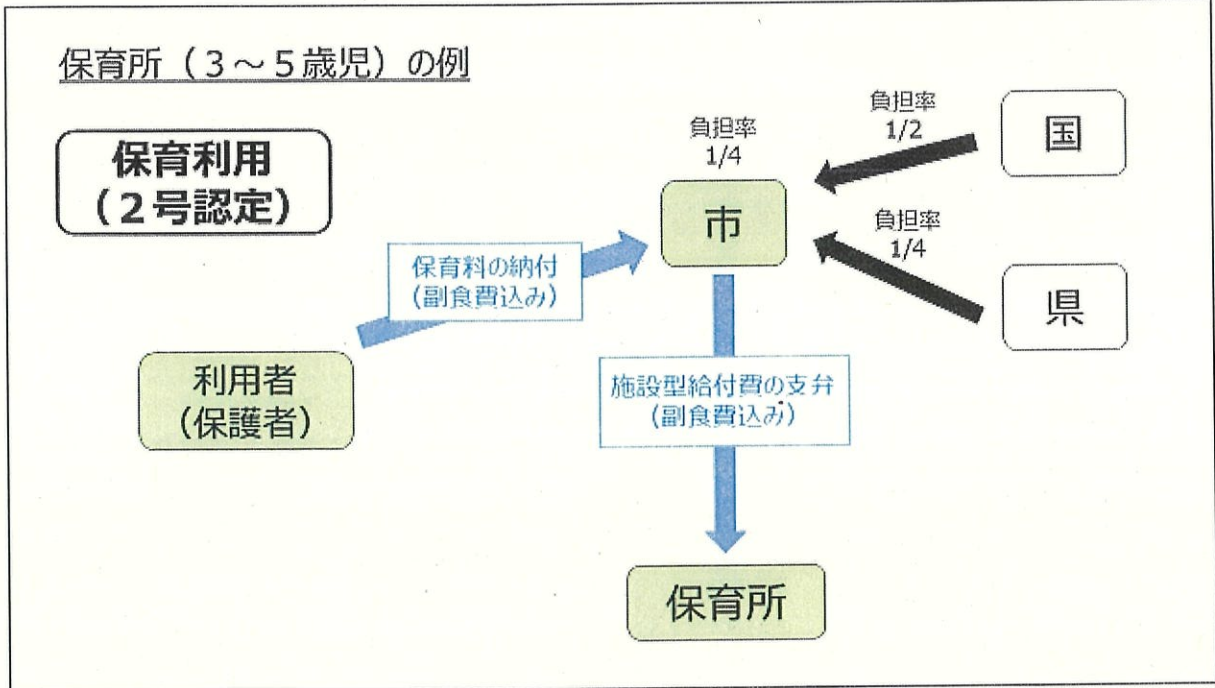 保育所（３～５歳児）の例
保育利用
（２号認定）
負担率
1/4
市
負担率
1/2
国
負担率
1/4
県
保育料の納付
(副食費込み)
利用者
（保護者）
施設型給付費の支弁
(副食費込み)
保育所